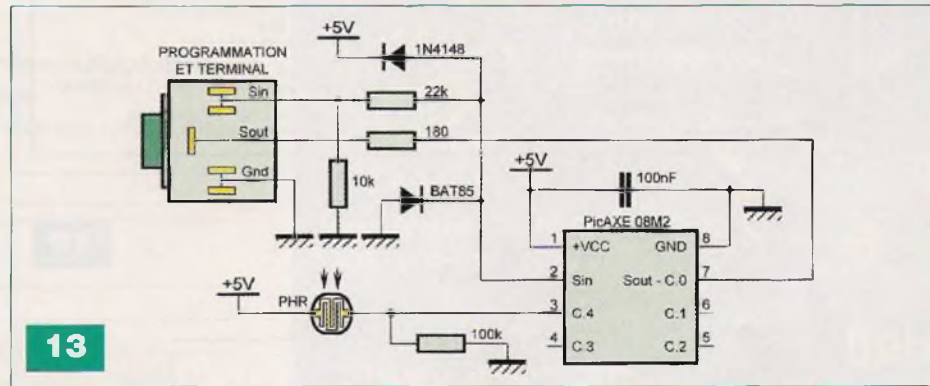 +5V
1N4148
PROGRAMMATION
ET TERMINAL
Sin
22k
Sout
180
+5V
Gnd
10k
BAT85
100nF
PicAXE 08M2
1 +VCC GND 8
2 Sin Sout - C.0 7
+5V
PHR
3 C.4 C.1 6
100k
4 C.3 C.2 5
13